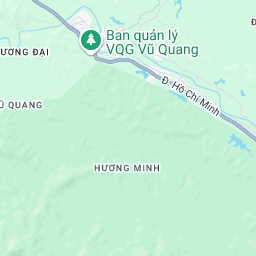 Ban quản lý
VQG Vũ Quang
ƯƠNG ĐẠI
Đ. Hồ Chí Minh
Ũ QUANG
HƯƠNG MINH